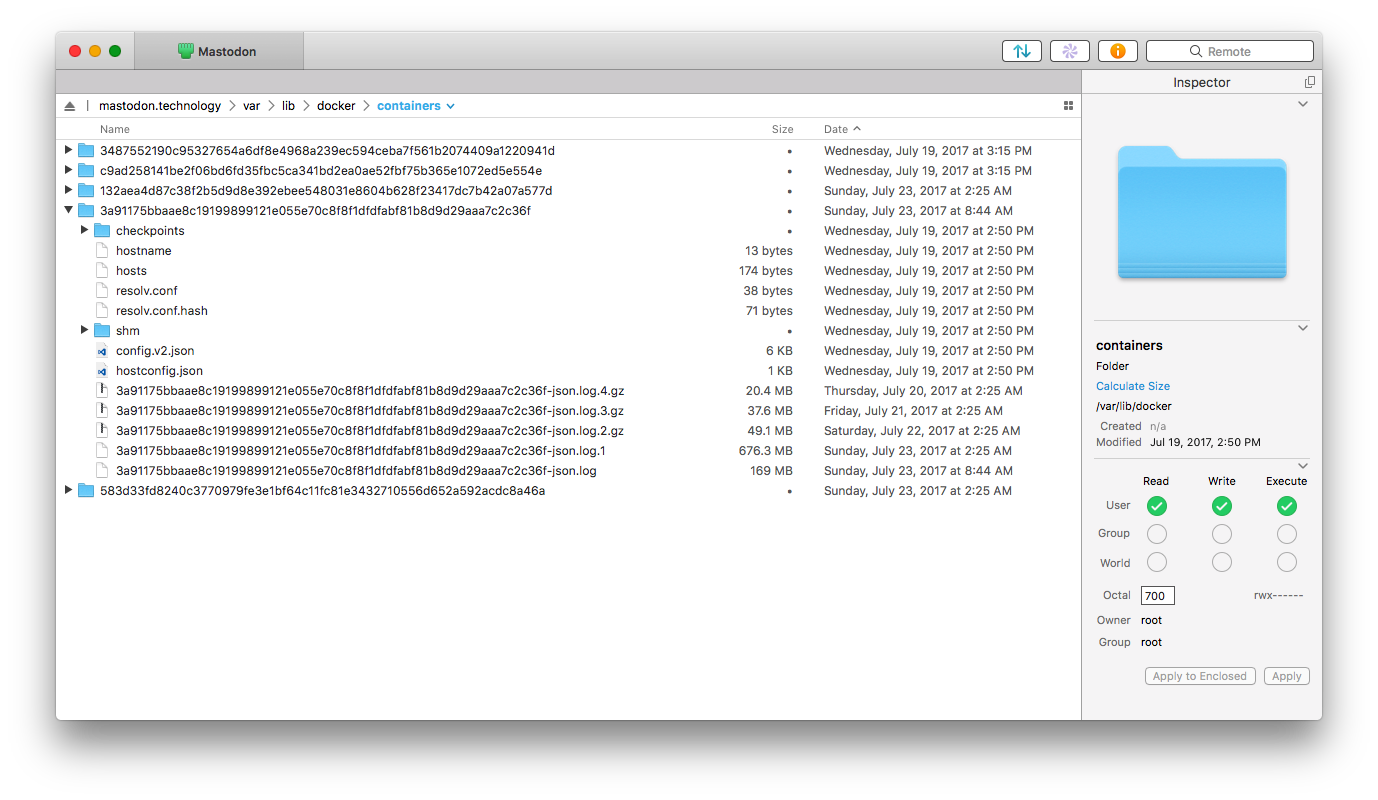 Mastodon
Remote
Inspector
mastodon.technology var lib docker containers
Name Size Date
3487552190c95327654a6df8e4968a239ec594ceba7f561b2074409a1220941d • Wednesday, July 19, 2017 at 3:15 PM
c9ad258141be2f06bd6fd35fbc5ca341bd2ea0ae52fbf75b365e1072ed5e554e • Wednesday, July 19, 2017 at 3:15 PM
132aea4d87c38f2b5d9d8e392ebee548031e8604b628f23417dc7b42a07a577d • Sunday, July 23, 2017 at 2:25 AM
3a91175bbaae8c19199899121e055e70c8f8f1dfdfabf81b8d9d29aaa7c2c36f • Sunday, July 23, 2017 at 8:44 AM
checkpoints • Wednesday, July 19, 2017 at 2:50 PM
hostname 13 bytes Wednesday, July 19, 2017 at 2:50 PM
hosts 174 bytes Wednesday, July 19, 2017 at 2:50 PM
resolv.conf 38 bytes Wednesday, July 19, 2017 at 2:50 PM
resolv.conf.hash 71 bytes Wednesday, July 19, 2017 at 2:50 PM
shm • Wednesday, July 19, 2017 at 2:50 PM
config.v2.json 6 KB Wednesday, July 19, 2017 at 2:50 PM
hostconfig.json 1 KB Wednesday, July 19, 2017 at 2:50 PM
3a91175bbaae8c19199899121e055e70c8f8f1dfdfabf81b8d9d29aaa7c2c36f-json.log.4.gz 20.4 MB Thursday, July 20, 2017 at 2:25 AM
3a91175bbaae8c19199899121e055e70c8f8f1dfdfabf81b8d9d29aaa7c2c36f-json.log.3.gz 37.6 MB Friday, July 21, 2017 at 2:25 AM
3a91175bbaae8c19199899121e055e70c8f8f1dfdfabf81b8d9d29aaa7c2c36f-json.log.2.gz 49.1 MB Saturday, July 22, 2017 at 2:25 AM
3a91175bbaae8c19199899121e055e70c8f8f1dfdfabf81b8d9d29aaa7c2c36f-json.log.1 676.3 MB Sunday, July 23, 2017 at 2:25 AM
3a91175bbaae8c19199899121e055e70c8f8f1dfdfabf81b8d9d29aaa7c2c36f-json.log 169 MB Sunday, July 23, 2017 at 8:44 AM
583d33fd8240c3770979fe3e1bf64c11fc81e3432710556d652a592acdc8a46a • Sunday, July 23, 2017 at 2:25 AM
containers
Folder
Calculate Size
/var/lib/docker
Created n/a
Modified Jul 19, 2017, 2:50 PM
Read Write Execute
User
Group
World
Octal 700 rwx------
Owner root
Group root
Apply to Enclosed Apply